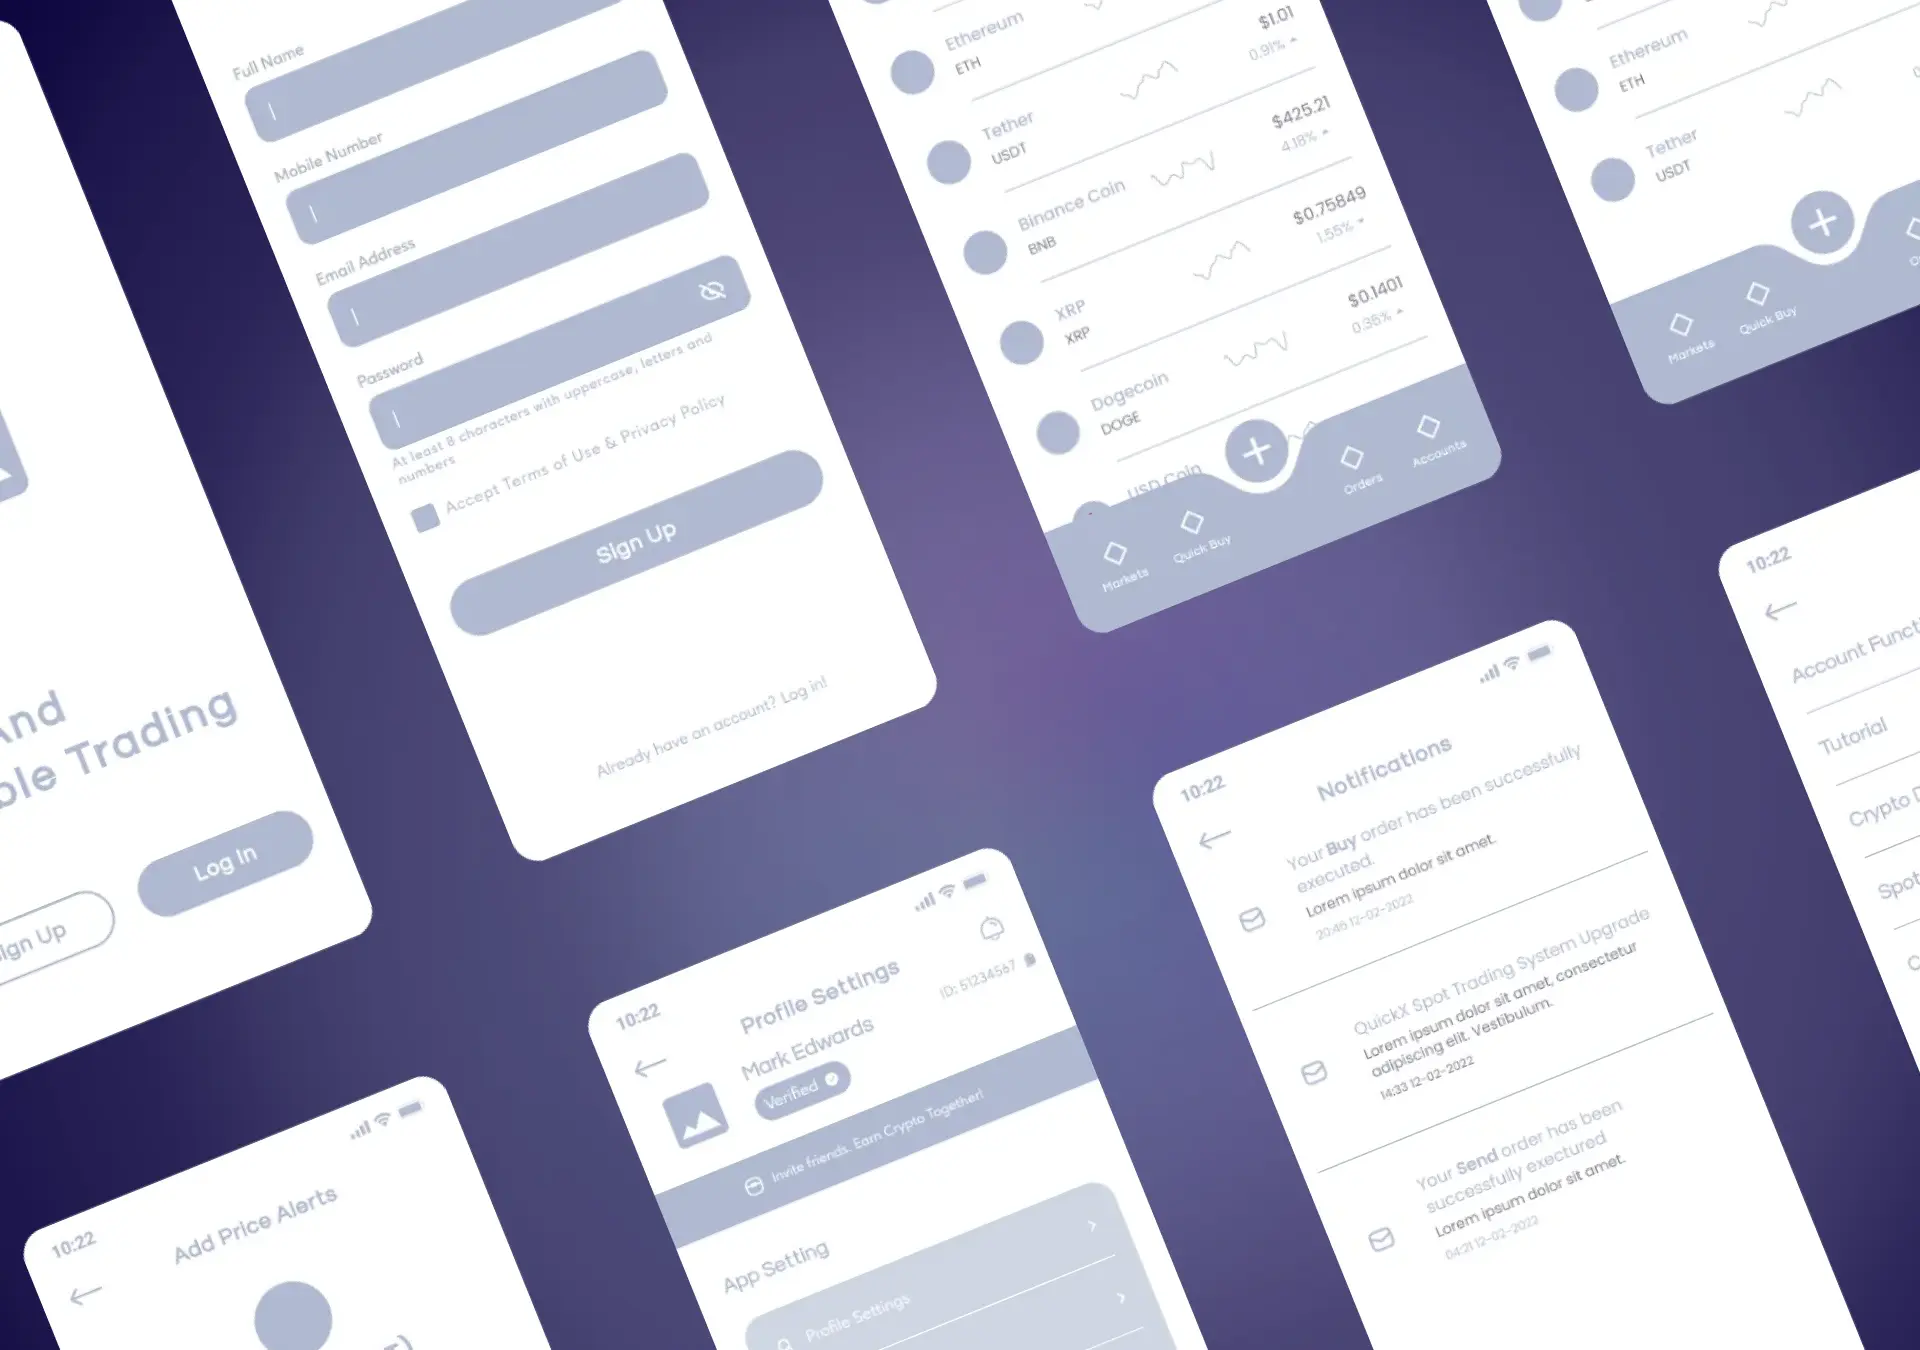 And
Trading
Sign Up
Log In
Full Name
Mobile Number
Email Address
Password
At least 8 characters with uppercase, letters and
numbers
Accept Terms of Use & Privacy Policy
Sign Up
Already have an account? Log in!
Ethereum
ETH
$1.01
0.91%
Tether
USDT
$425.21
4.18%
Binance Coin
BNB
$0.75849
1.55%
XRP
XRP
$0.1401
0.35%
Dogecoin
DOGE
USD Coin
Markets
Quick Buy
Orders
Accounts
Ethereum
ETH
Tether
USDT
Markets
Quick Buy
10:22
Add Price Alerts
10:22
Profile Settings
Mark Edwards
ID: 51234567
Verified
Invite friends. Earn Crypto Together!
App Setting
Profile Settings
10:22
Notifications
Your Buy order has been successfully
executed.
Lorem ipsum dolor sit amet.
20:46 12-02-2022
QuickX Spot Trading System Upgrade
Lorem ipsum dolor sit amet, consectetur
adipiscing elit. Vestibulum.
14:33 12-02-2022
Your Send order has been
successfully exectured
Lorem ipsum dolor sit amet.
04:21 12-02-2022
10:22
Account
Tutorial
Crypto
Spot